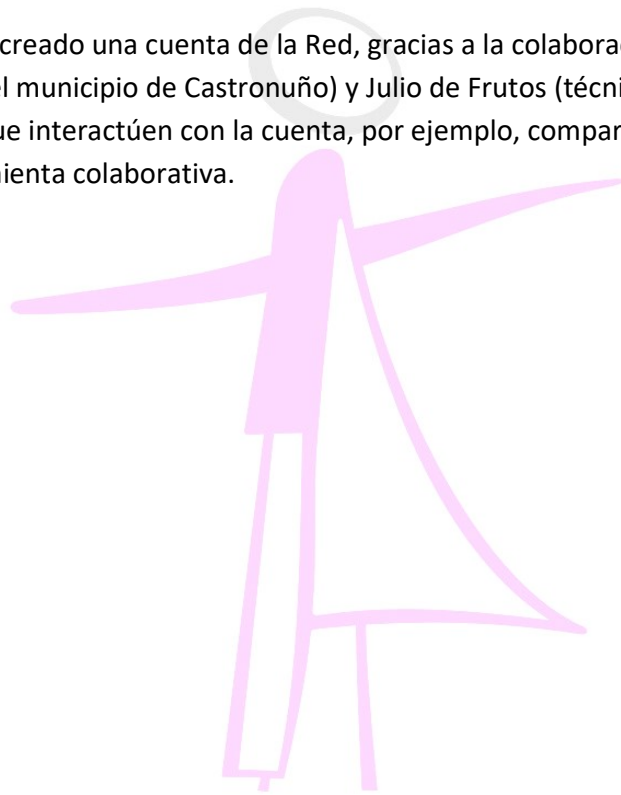 creado una cuenta de la Red, gracias a la colabora
el municipio de Castronuño) y Julio de Frutos (técni
ue interactúen con la cuenta, por ejemplo, compar
ienta colaborativa.